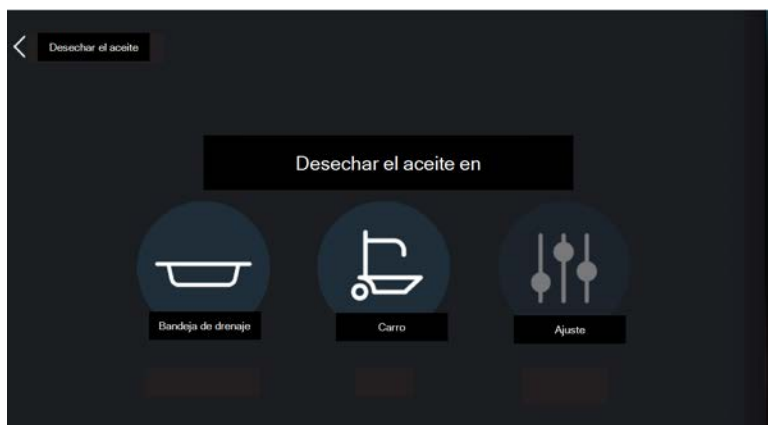 Desechar el aceite
Desechar el aceite en
Bandeja de drenaje
Carro
Ajuste